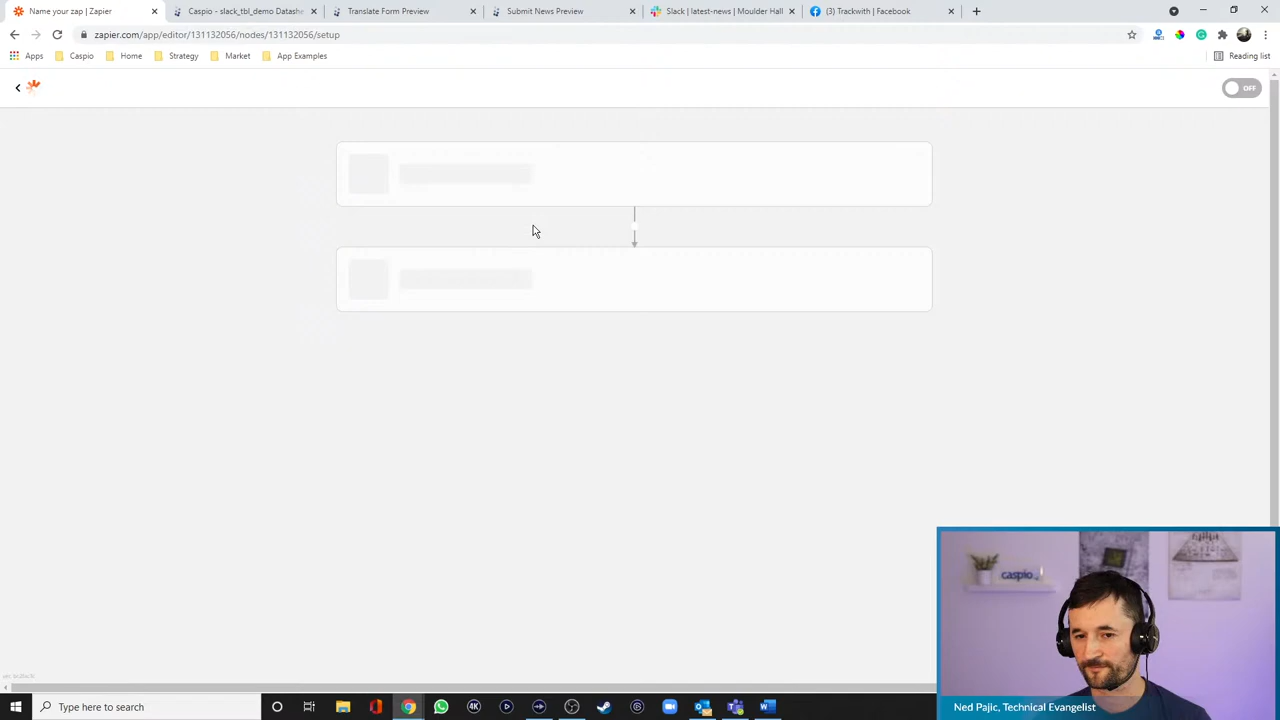 Name your zap | Zapier
Caspio - slack_tbl_demo Datashe
Translate Form Preview
Submit News Preview
Slack | latest-news | Moulder Hall
(3) Trackwith | Facebook
zapier.com/app/editor/131132056/nodes/131132056/setup
Apps
Caspio
Home
Strategy
Market
App Examples
Reading list
OFF
caspio
Ned Pajic, Technical Evangelist
Type here to search